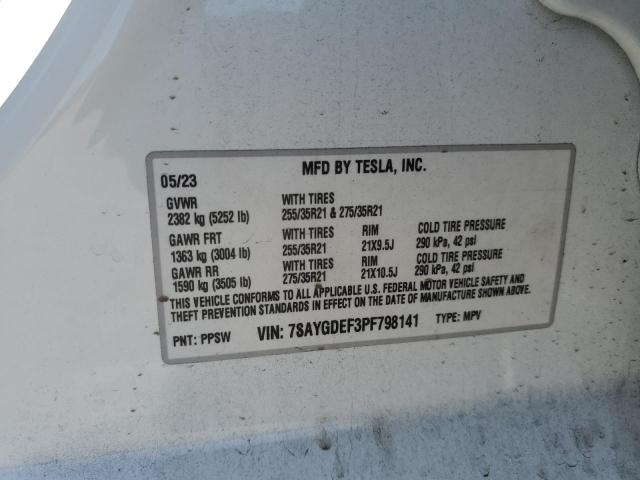 MFD BY TESLA, INC.
05/23
GVWR WITH TIRES
2382 kg (5252 lb) 255/35R21 & 275/35R21
GAWR FRT WITH TIRES RIM COLD TIRE PRESSURE
1363 kg (3004 lb) 255/35R21 21X9.5J 290 kPa, 42 psi
GAWR RR WITH TIRES RIM COLD TIRE PRESSURE
1590 kg (3505 lb) 275/35R21 21X10.5J 290 kPa, 42 psi
THIS VEHICLE CONFORMS TO ALL APPLICABLE U.S. FEDERAL MOTOR VEHICLE SAFETY AND
THEFT PREVENTION STANDARDS IN EFFECT ON THE DATE OF MANUFACTURE SHOWN ABOVE.
PNT: PPSW VIN: 7SAYGDEF3PF798141 TYPE: MPV